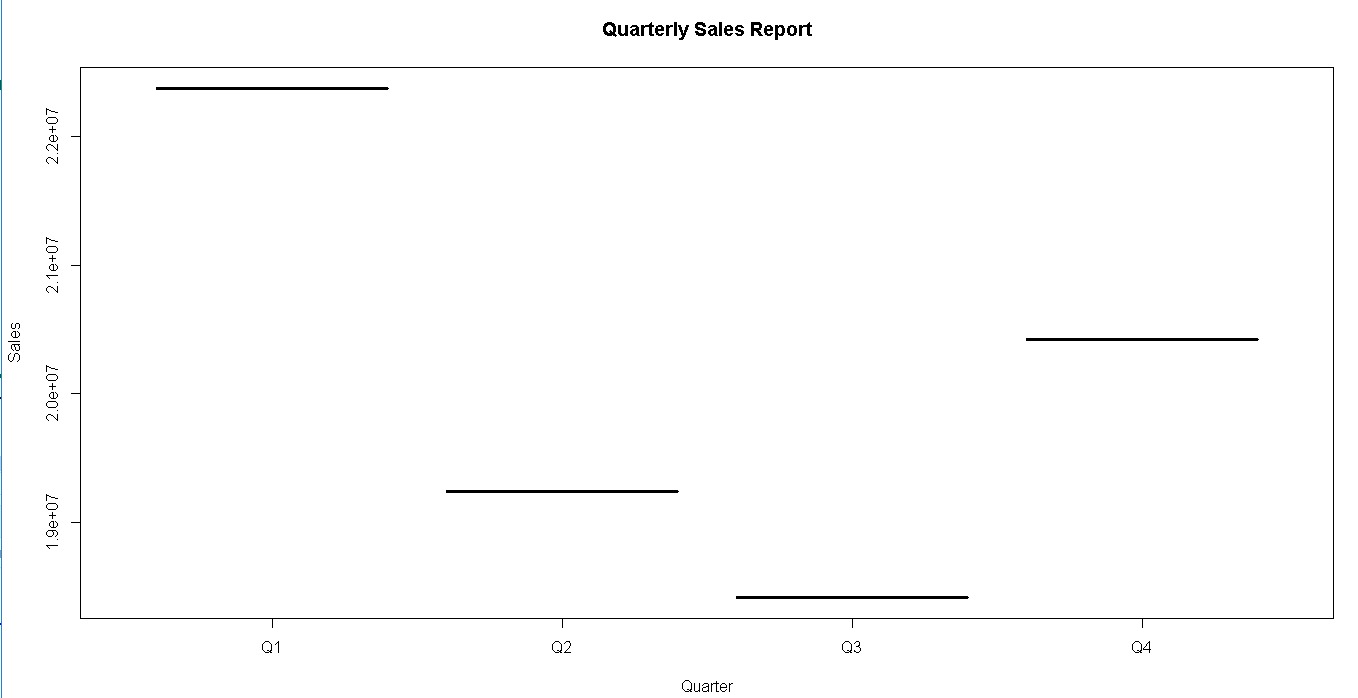 Quarterly Sales Report
2.2e+07
2.1e+07
2.0e+07
1.9e+07
Sales
Q1 Q2 Q3 Q4
Quarter